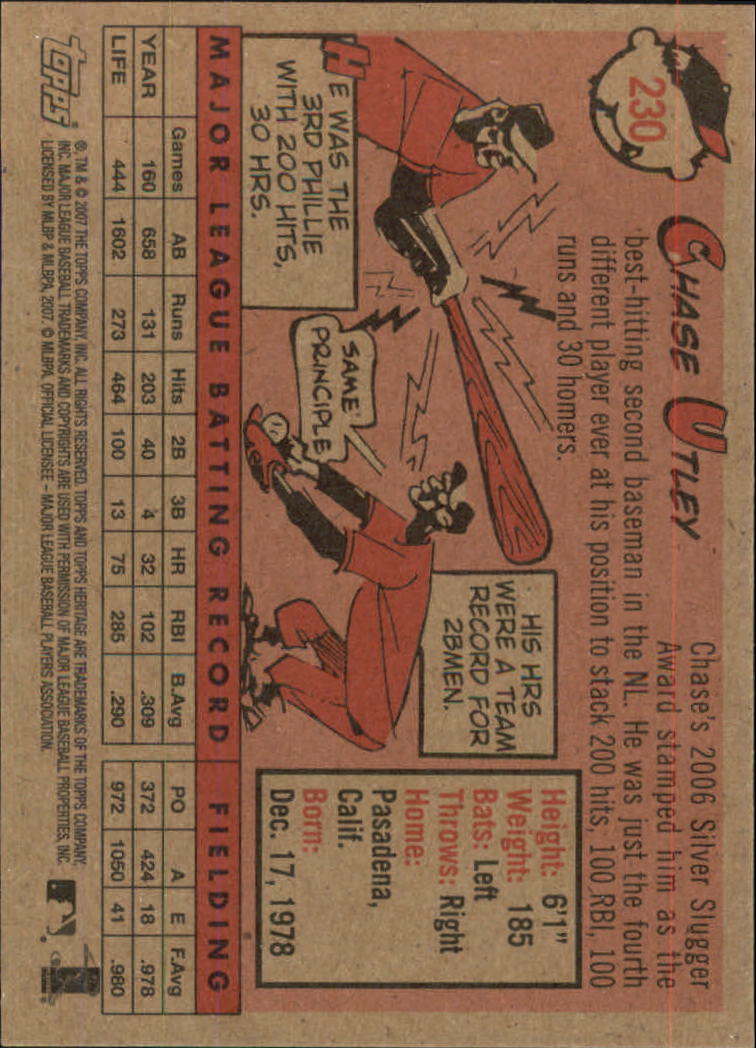 230
CHASE UTLEY
Chase's 2006 Silver Slugger
Award stamped him as the
best-hitting second baseman in the NL. He was just the fourth
different player ever at his position to stack 200 hits, 100 RBI, 100
runs and 30 homers.
HE WAS THE
3RD PHILLIE
WITH 200 HITS,
30 HRS.
SAME
PRINCIPLE
HIS HRS
WERE A TEAM
RECORD FOR
2BMEN.
Height: 6'1"
Weight: 185
Bats: Left
Throws: Right
Home:
Pasadena,
Calif.
Born:
Dec. 17, 1978
MAJOR LEAGUE BATTING RECORD FIELDING
Games AB Runs Hits 2B 3B HR RBI B.Avg PO A E F.Avg
YEAR 160 658 131 203 40 4 32 102 .309 372 424 18 .978
LIFE 444 1602 273 464 100 13 75 285 .290 972 1050 41 .980
topps
®, TM & © 2007 THE TOPPS COMPANY, INC. ALL RIGHTS RESERVED. TOPPS AND TOPPS HERITAGE ARE TRADEMARKS OF THE TOPPS COMPANY,
INC. MAJOR LEAGUE BASEBALL TRADEMARKS AND COPYRIGHTS ARE USED WITH PERMISSION OF MAJOR LEAGUE BASEBALL PROPERTIES, INC.
LICENSED BY MLBP & MLBPA, 2007. © MLBPA. OFFICIAL LICENSEE – MAJOR LEAGUE BASEBALL PLAYERS ASSOCIATION.